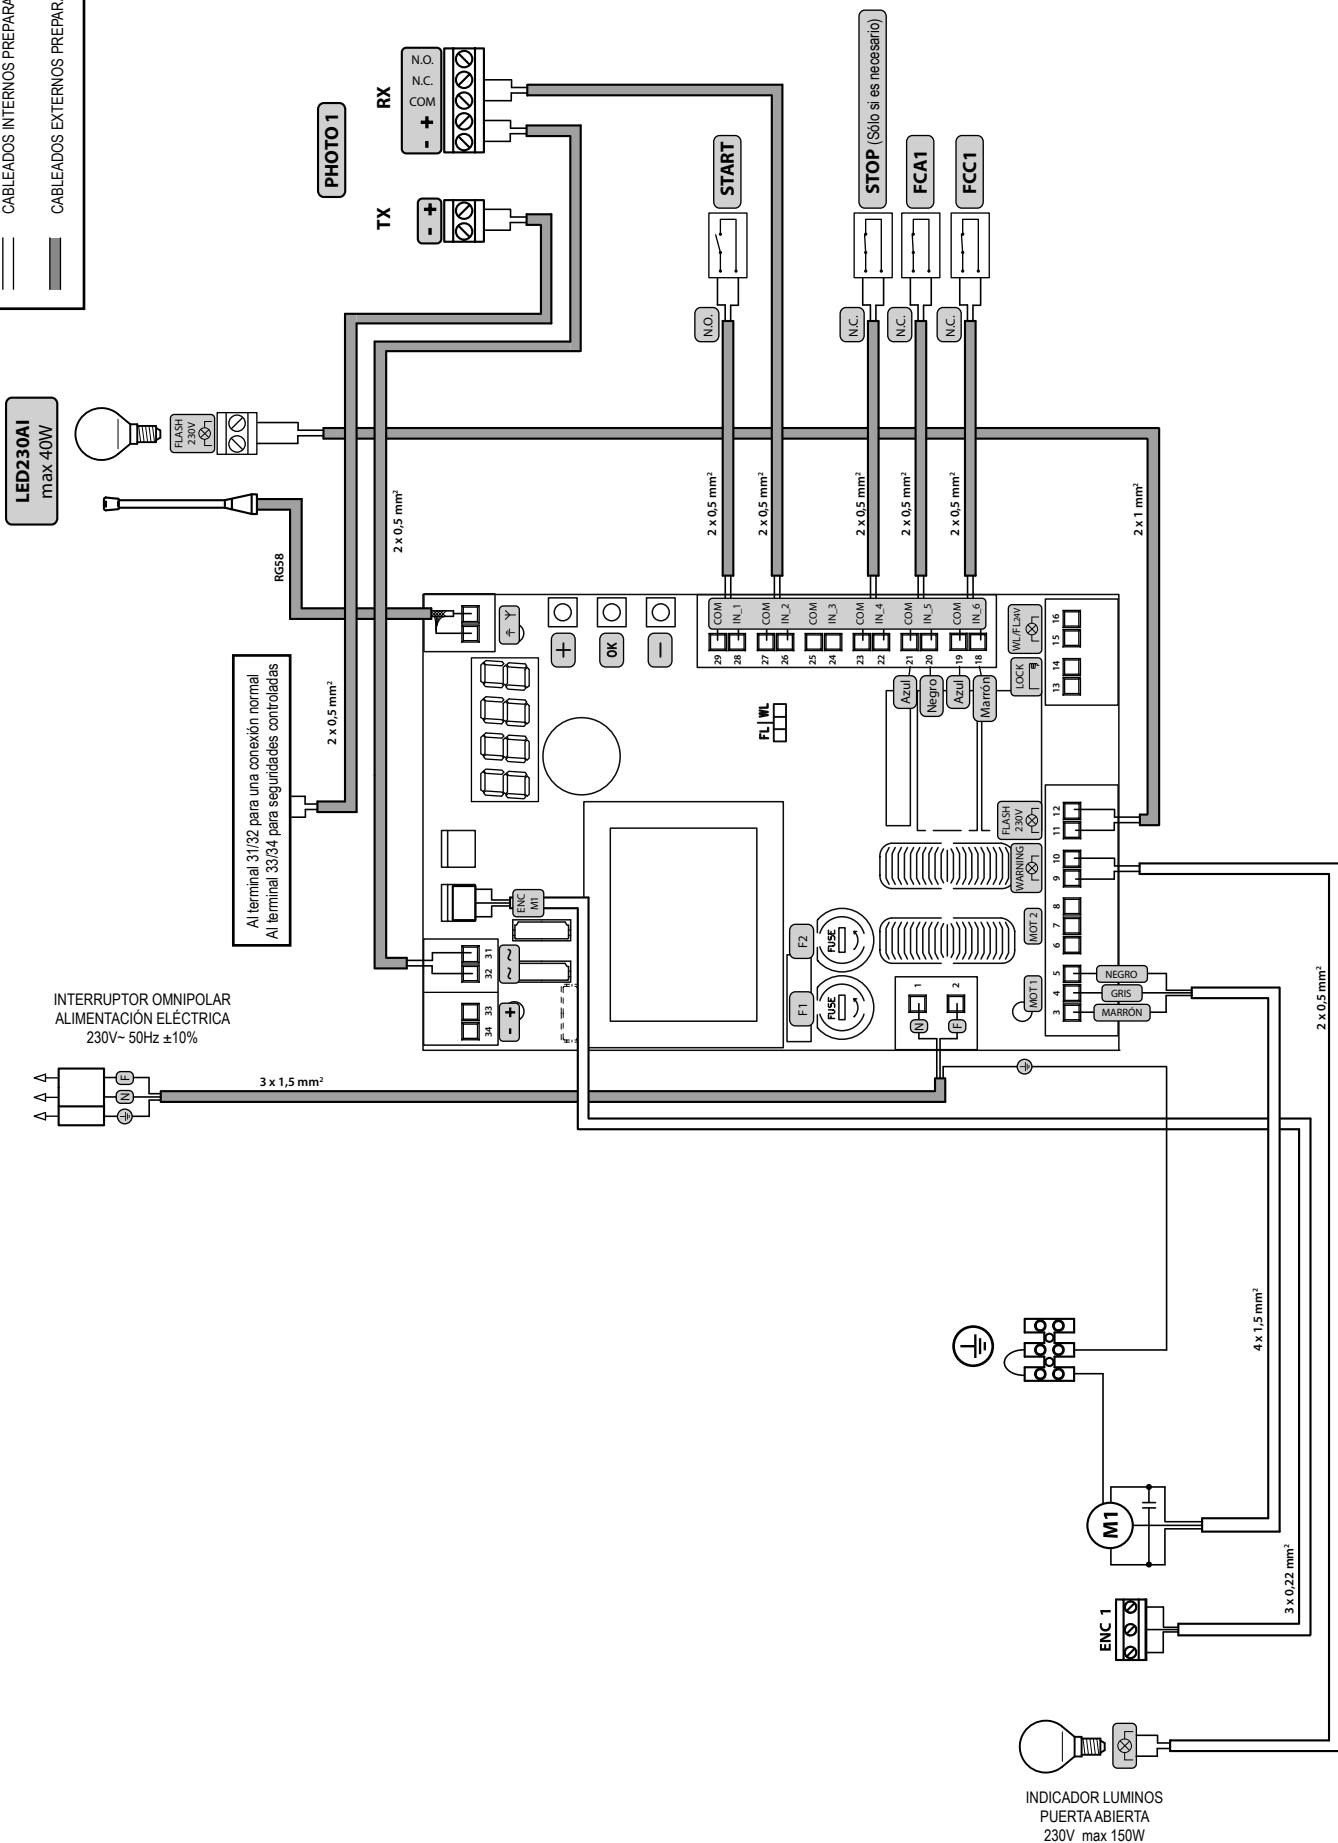 CABLEADOS INTERNOS PREPARA
CABLEADOS EXTERNOS PREPARA
PHOTO 1
RX
N.O.
N.C.
COM
+
-
TX
- +
LED230AI
max 40W
FLASH
230V
RG58
2 x 0,5 mm²
2 x 0,5 mm²
Al terminal 31/32 para una conexión normal
Al terminal 33/34 para seguridades controladas
START
STOP (Sólo si es necesario)
FCA1
FCC1
N.O.
N.C.
N.C.
N.C.
2 x 0,5 mm²
2 x 0,5 mm²
2 x 0,5 mm²
2 x 0,5 mm²
2 x 0,5 mm²
2 x 1 mm²
+
OK
-
29 COM
28 IN_1
27 COM
26 IN_2
25 COM
24 IN_3
23 COM
22 IN_4
21 COM
20 IN_5
19 COM
18 IN_6
Azul
Negro
Azul
Marrón
FL | WL
WL/FL24V
LOCK
16
15
14
13
FLASH
230V
WARNING
MOT 2
MOT 1
12
11
10
9
8
7
6
5
4
3
NEGRO
GRIS
MARRÓN
ENC
M1
31
32
33
34
~ ~
- +
F2
F1
FUSE
FUSE
1
2
N
F
INTERRUPTOR OMNIPOLAR
ALIMENTACIÓN ELÉCTRICA
230V~ 50Hz ±10%
F
N
3 x 1,5 mm²
2 x 0,5 mm²
4 x 1,5 mm²
3 x 0,22 mm²
M1
ENC 1
INDICADOR LUMINOS
PUERTA ABIERTA
230V max 150W